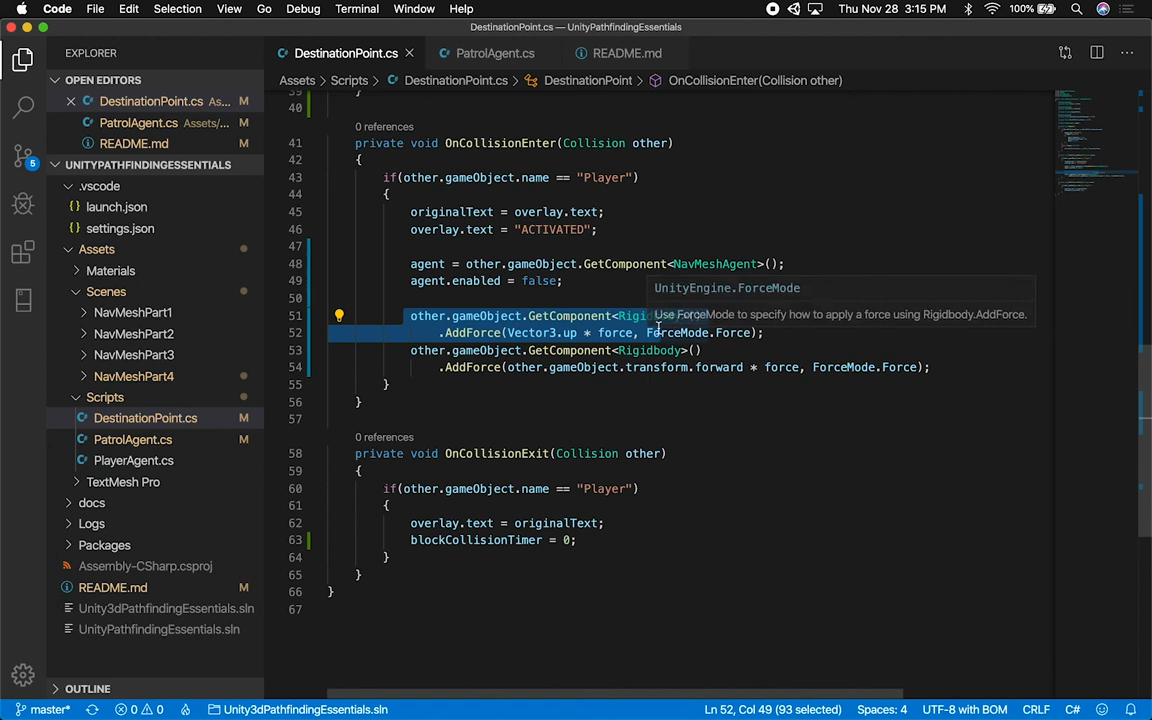 Code File Edit Selection View Go Debug Terminal Window Help Thu Nov 28 3:15 PM 100%
DestinationPoint.cs — UnityPathfindingEssentials
EXPLORER
DestinationPoint.cs PatrolAgent.cs README.md
OPEN EDITORS
Assets > Scripts > DestinationPoint.cs > DestinationPoint > OnCollisionEnter(Collision other)
DestinationPoint.cs As... M
PatrolAgent.cs Assets/... M
README.md M
UNITYPATHFINDINGESSENTIALS
.vscode
launch.json
settings.json
Assets
Materials
Scenes
NavMeshPart1
NavMeshPart2
NavMeshPart3
NavMeshPart4
Scripts
DestinationPoint.cs M
PatrolAgent.cs M
PlayerAgent.cs
TextMesh Pro
docs
Logs
Packages
Assembly-CSharp.csproj
README.md M
Unity3dPathfindingEssentials.sln
UnityPathfindingEssentials.sln
OUTLINE
5
39 }
40
0 references
41 private void OnCollisionEnter(Collision other)
42 {
43 if(other.gameObject.name == "Player")
44 {
45 originalText = overlay.text;
46 overlay.text = "ACTIVATED";
47
48 agent = other.gameObject.GetComponent<NavMeshAgent>();
49 agent.enabled = false;
50
UnityEngine.ForceMode
51 other.gameObject.GetComponent<Rigid
Use ForceMode to specify how to apply a force using Rigidbody.AddForce.
52 .AddForce(Vector3.up * force, ForceMode.Force);
53 other.gameObject.GetComponent<Rigidbody>()
54 .AddForce(other.gameObject.transform.forward * force, ForceMode.Force);
55 }
56 }
57
0 references
58 private void OnCollisionExit(Collision other)
59 {
60 if(other.gameObject.name == "Player")
61 {
62 overlay.text = originalText;
63 blockCollisionTimer = 0;
64 }
65 }
66 }
67
master* 0 0 Unity3dPathfindingEssentials.sln Ln 52, Col 49 (93 selected) Spaces: 4 UTF-8 with BOM CRLF C#